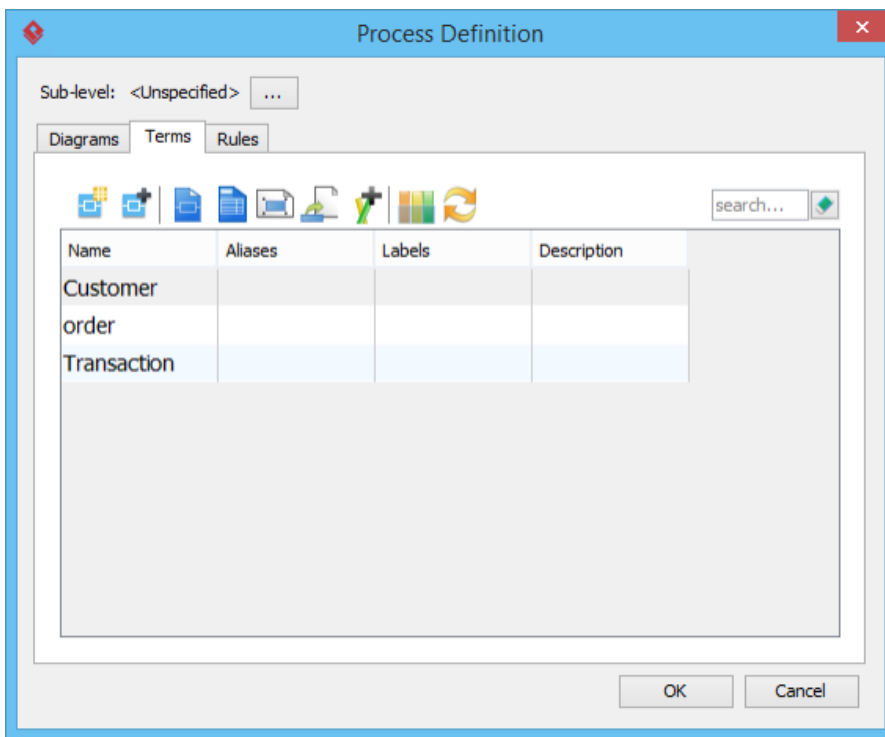 Process Definition
Sub-level: <Unspecified> ...
Diagrams Terms Rules
search...
Name Aliases Labels Description
Customer
order
Transaction
OK Cancel